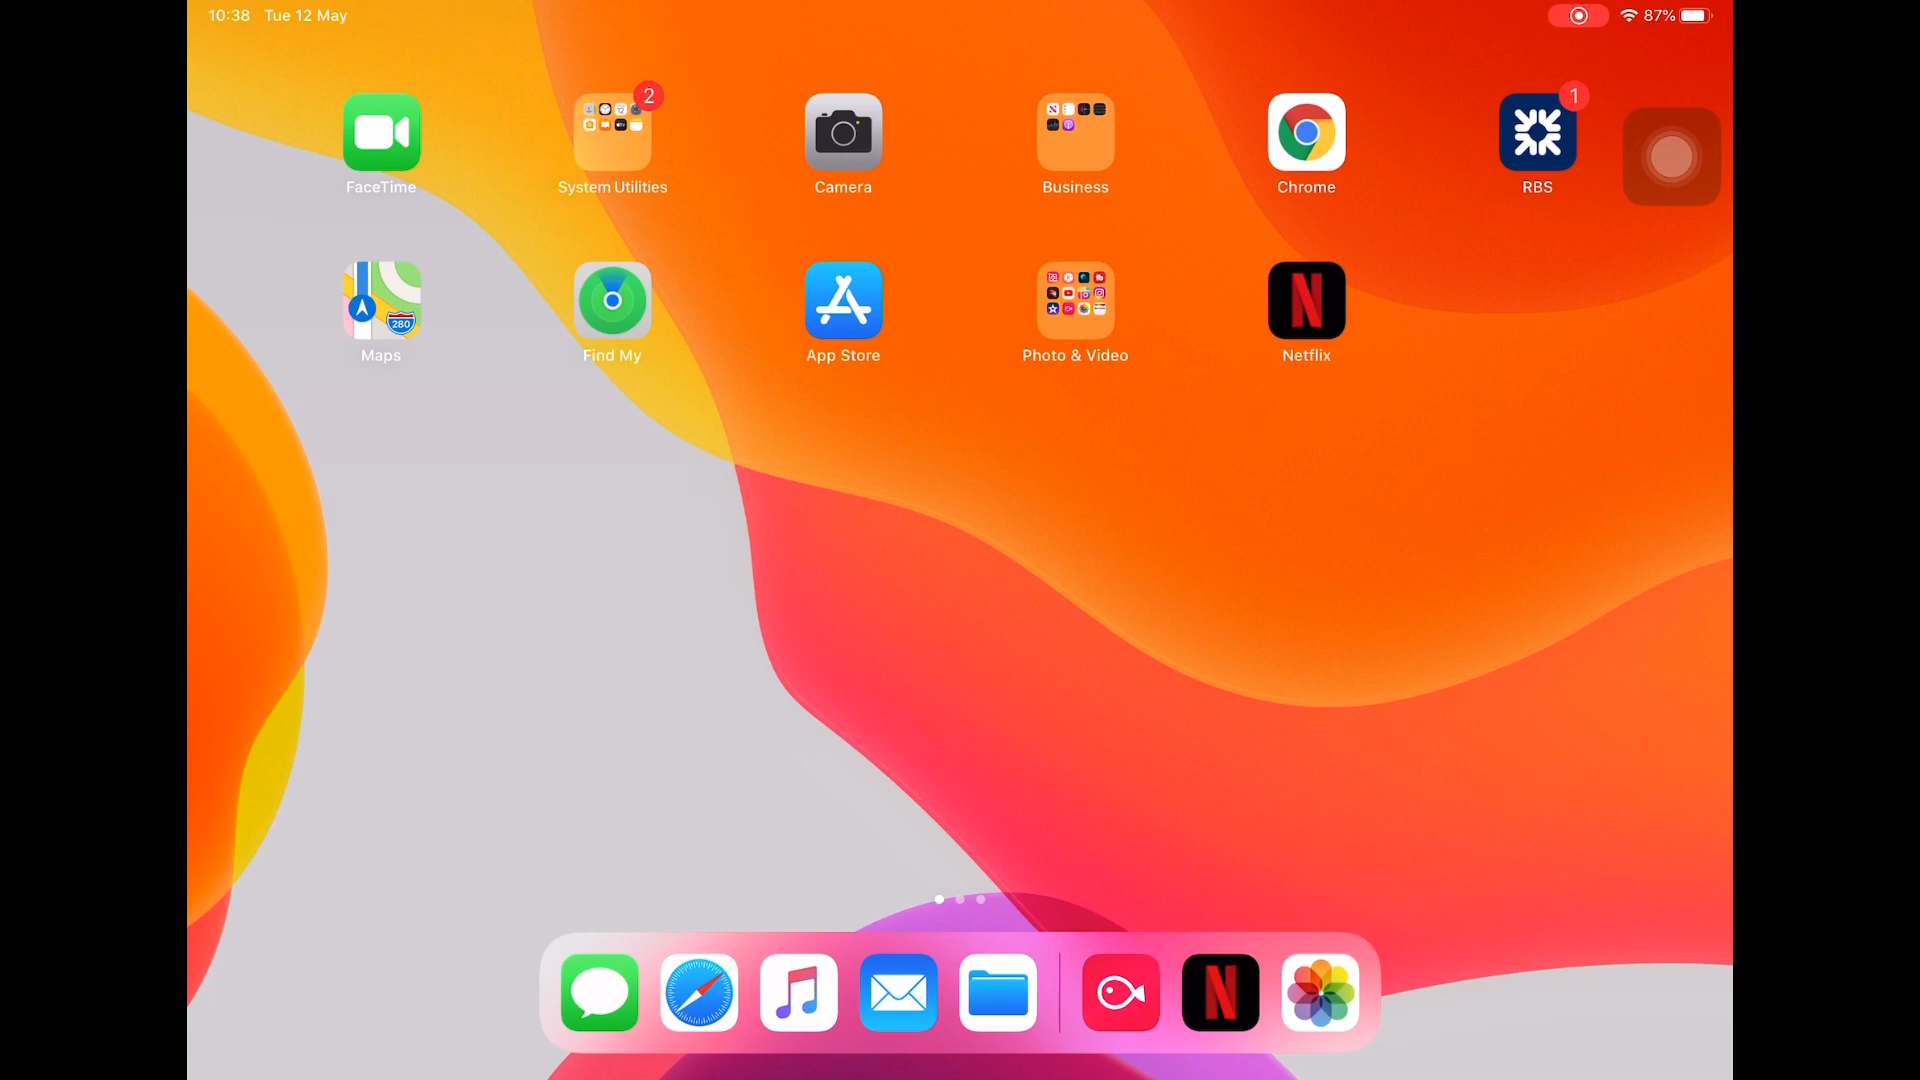 10:38 Tue 12 May
87%
2
1
FaceTime
System Utilities
Camera
Business
Chrome
RBS
280
Maps
Find My
App Store
Photo & Video
Netflix